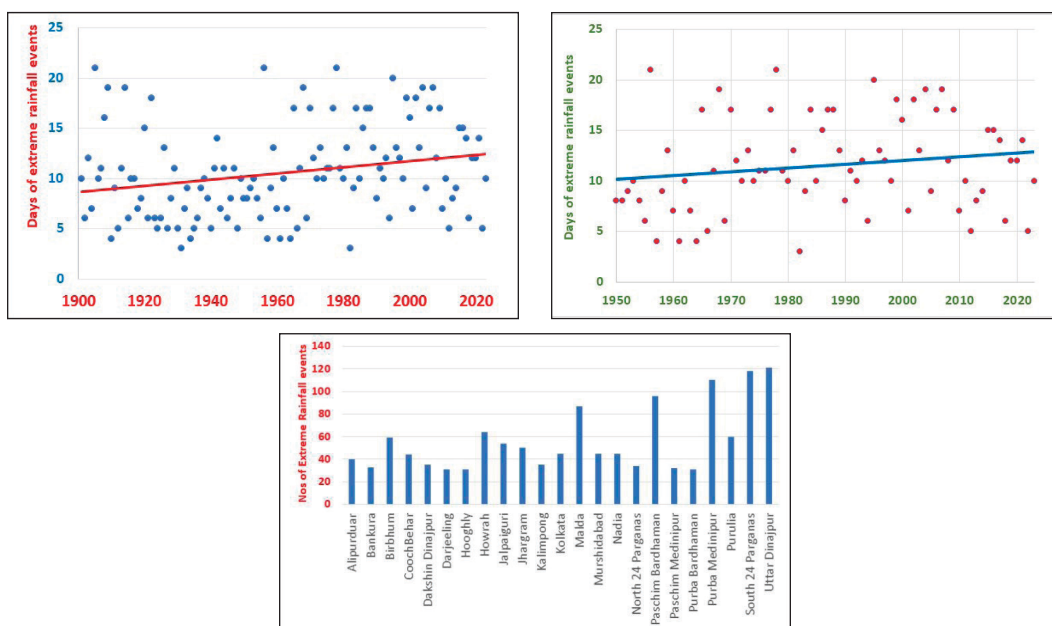 Days of extreme rainfall events
25
20
15
10
5
0
1900
1920
1940
1960
1980
2000
2020
Days of extreme rainfall events
25
20
15
10
5
0
1950
1960
1970
1980
1990
2000
2010
2020
Nos of Extreme Rainfall events
140
120
100
80
60
40
20
0
Alipurduar
Bankura
Birbhum
CoochBehar
Dakshin Dinajpur
Darjeeling
Hooghly
Howrah
Jalpaiguri
Jhargram
Kalimpong
Kolkata
Malda
Murshidabad
Nadia
North 24 Parganas
Paschim Bardhaman
Paschim Medinipur
Purba Bardhaman
Purba Medinipur
Purulia
South 24 Parganas
Uttar Dinajpur